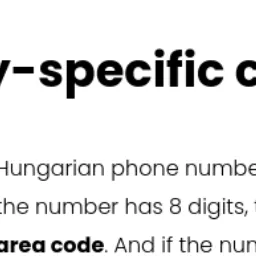 y-specific c
Hungarian phone numbe
the number has 8 digits,
area code. And if the num